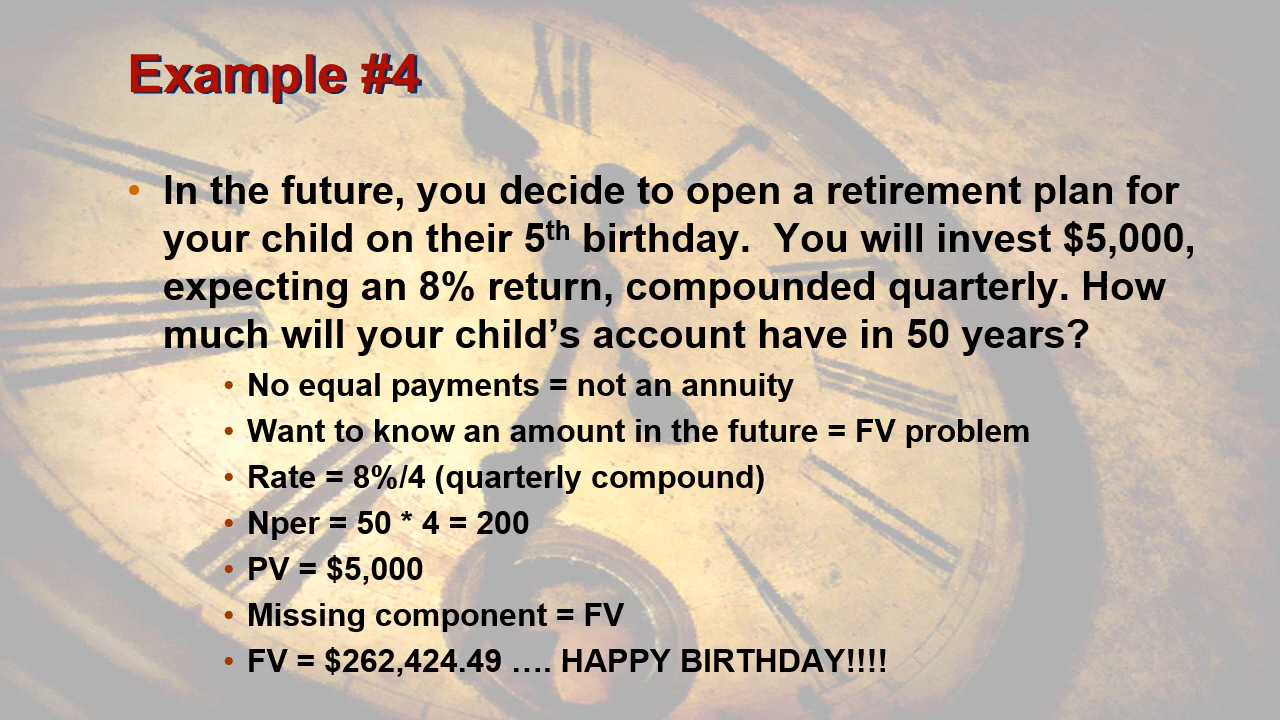 Example #4
• In the future, you decide to open a retirement plan for
your child on their 5th birthday.  You will invest $5,000,
expecting an 8% return, compounded quarterly. How
much will your child’s account have in 50 years?
• No equal payments = not an annuity
• Want to know an amount in the future = FV problem
• Rate = 8%/4 (quarterly compound)
• Nper = 50 * 4 = 200
• PV = $5,000
• Missing component = FV
• FV = $262,424.49 …. HAPPY BIRTHDAY!!!!